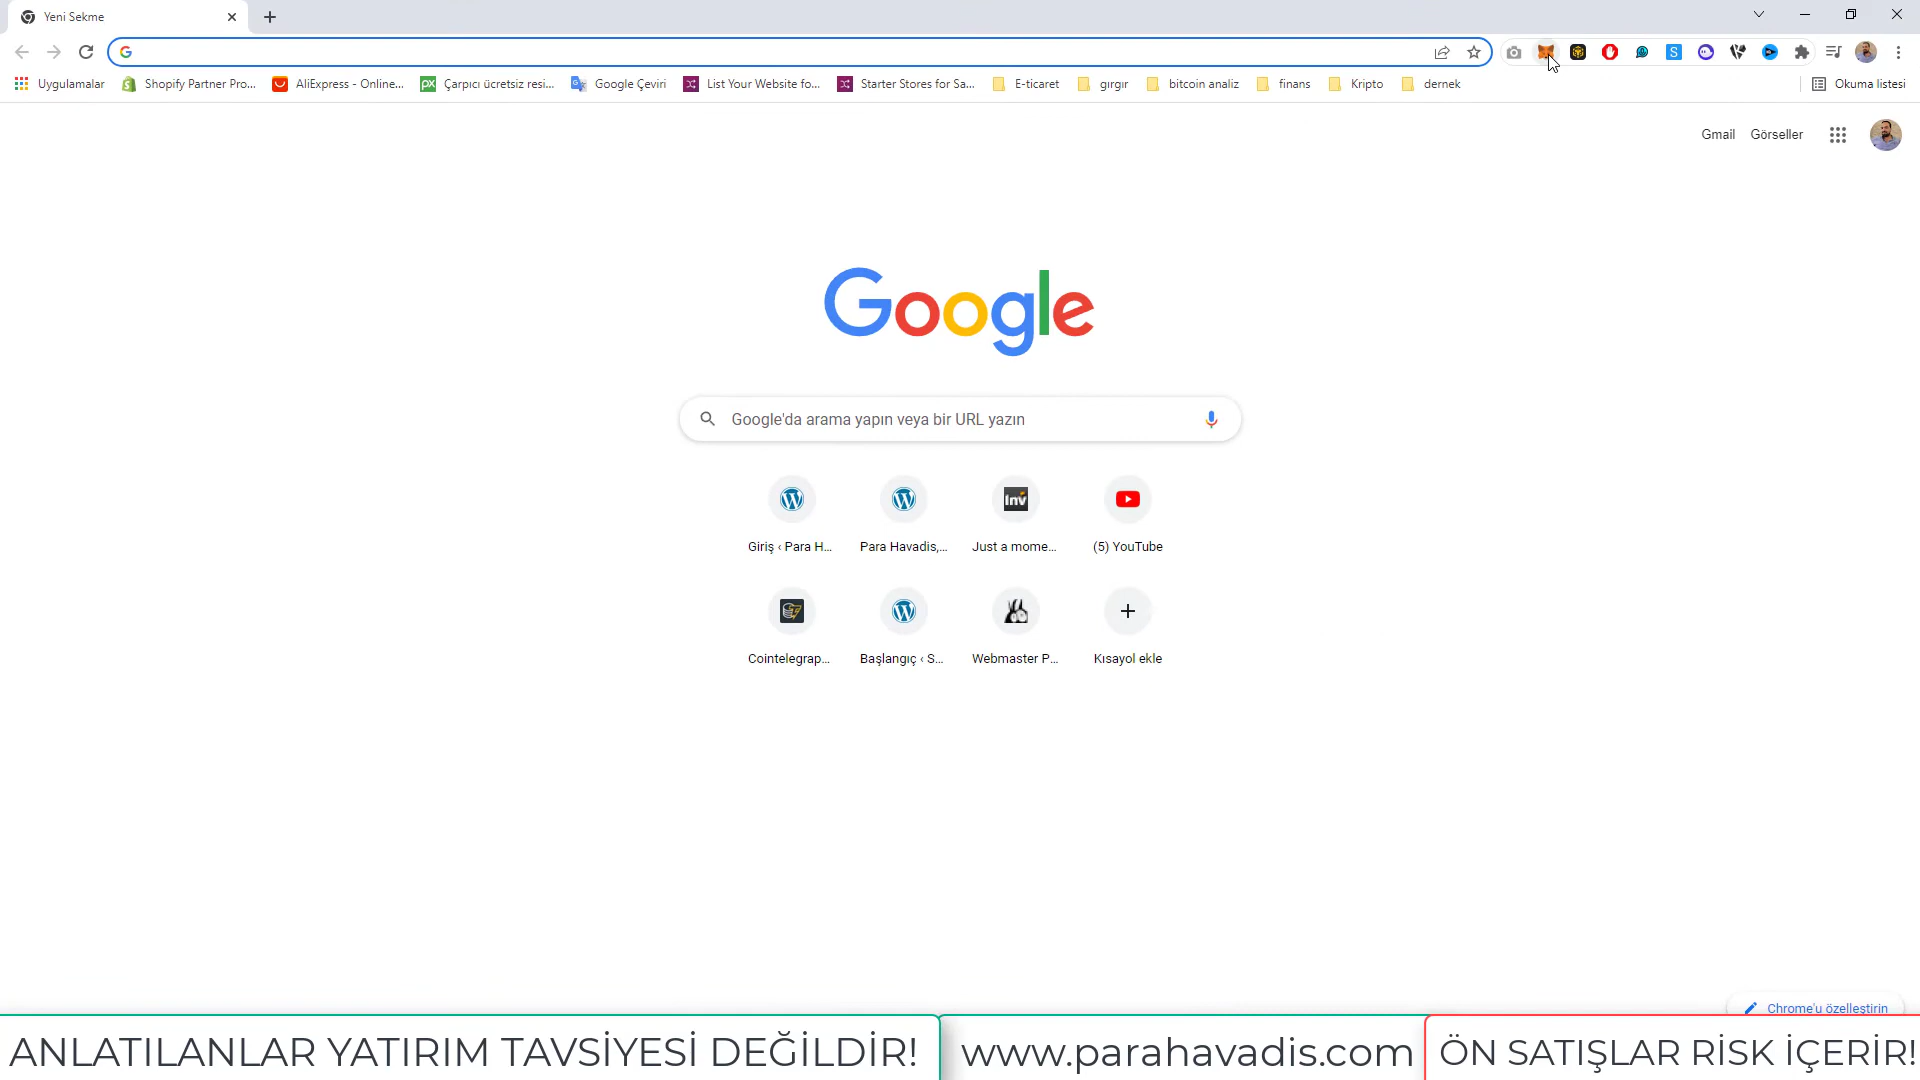 Yeni Sekme
Uygulamalar
Shopify Partner Pro...
AliExpress - Online...
px
Çarpıcı ücretsiz resi...
Google Çeviri
List Your Website fo...
Starter Stores for Sa...
E-ticaret
gırgır
bitcoin analiz
finans
Kripto
dernek
Okuma listesi
Gmail
Görseller
Google
Google'da arama yapın veya bir URL yazın
Inv
Giriş ‹ Para H...
Para Havadis,...
Just a mome...
(5) YouTube
Cointelegrap...
Başlangıç ‹ S...
Webmaster P...
Kısayol ekle
Chrome'u özelleştirin
ANLATILANLAR YATIRIM TAVSİYESİ DEĞİLDİR!
www.parahavadis.com
ÖN SATIŞLAR RİSK İÇERİR!